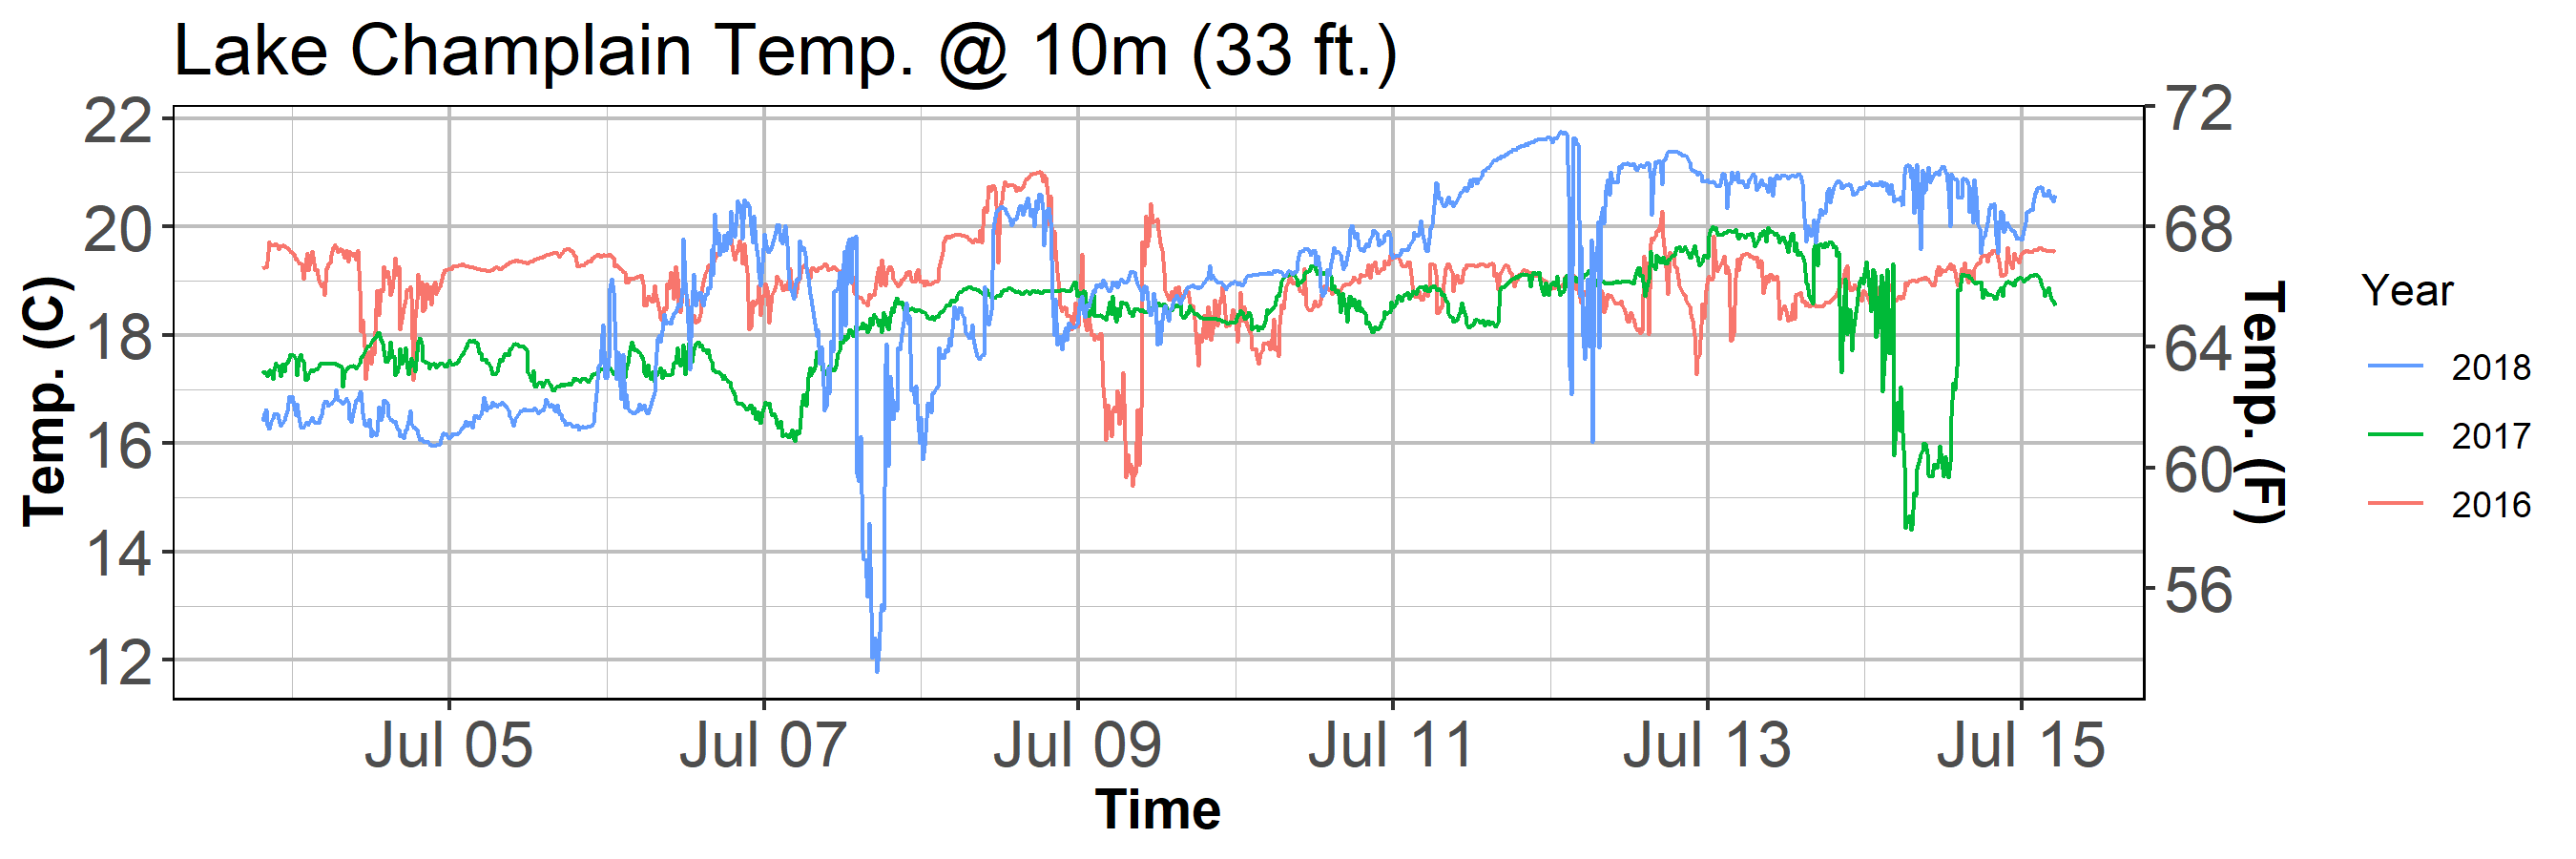 Lake Champlain Temp. @ 10m (33 ft.)
22
20
18
16
14
12
Temp. (C)
72
68
64
60
56
Temp. (F)
Jul 05 Jul 07 Jul 09 Jul 11 Jul 13 Jul 15
Time
Year
2018
2017
2016